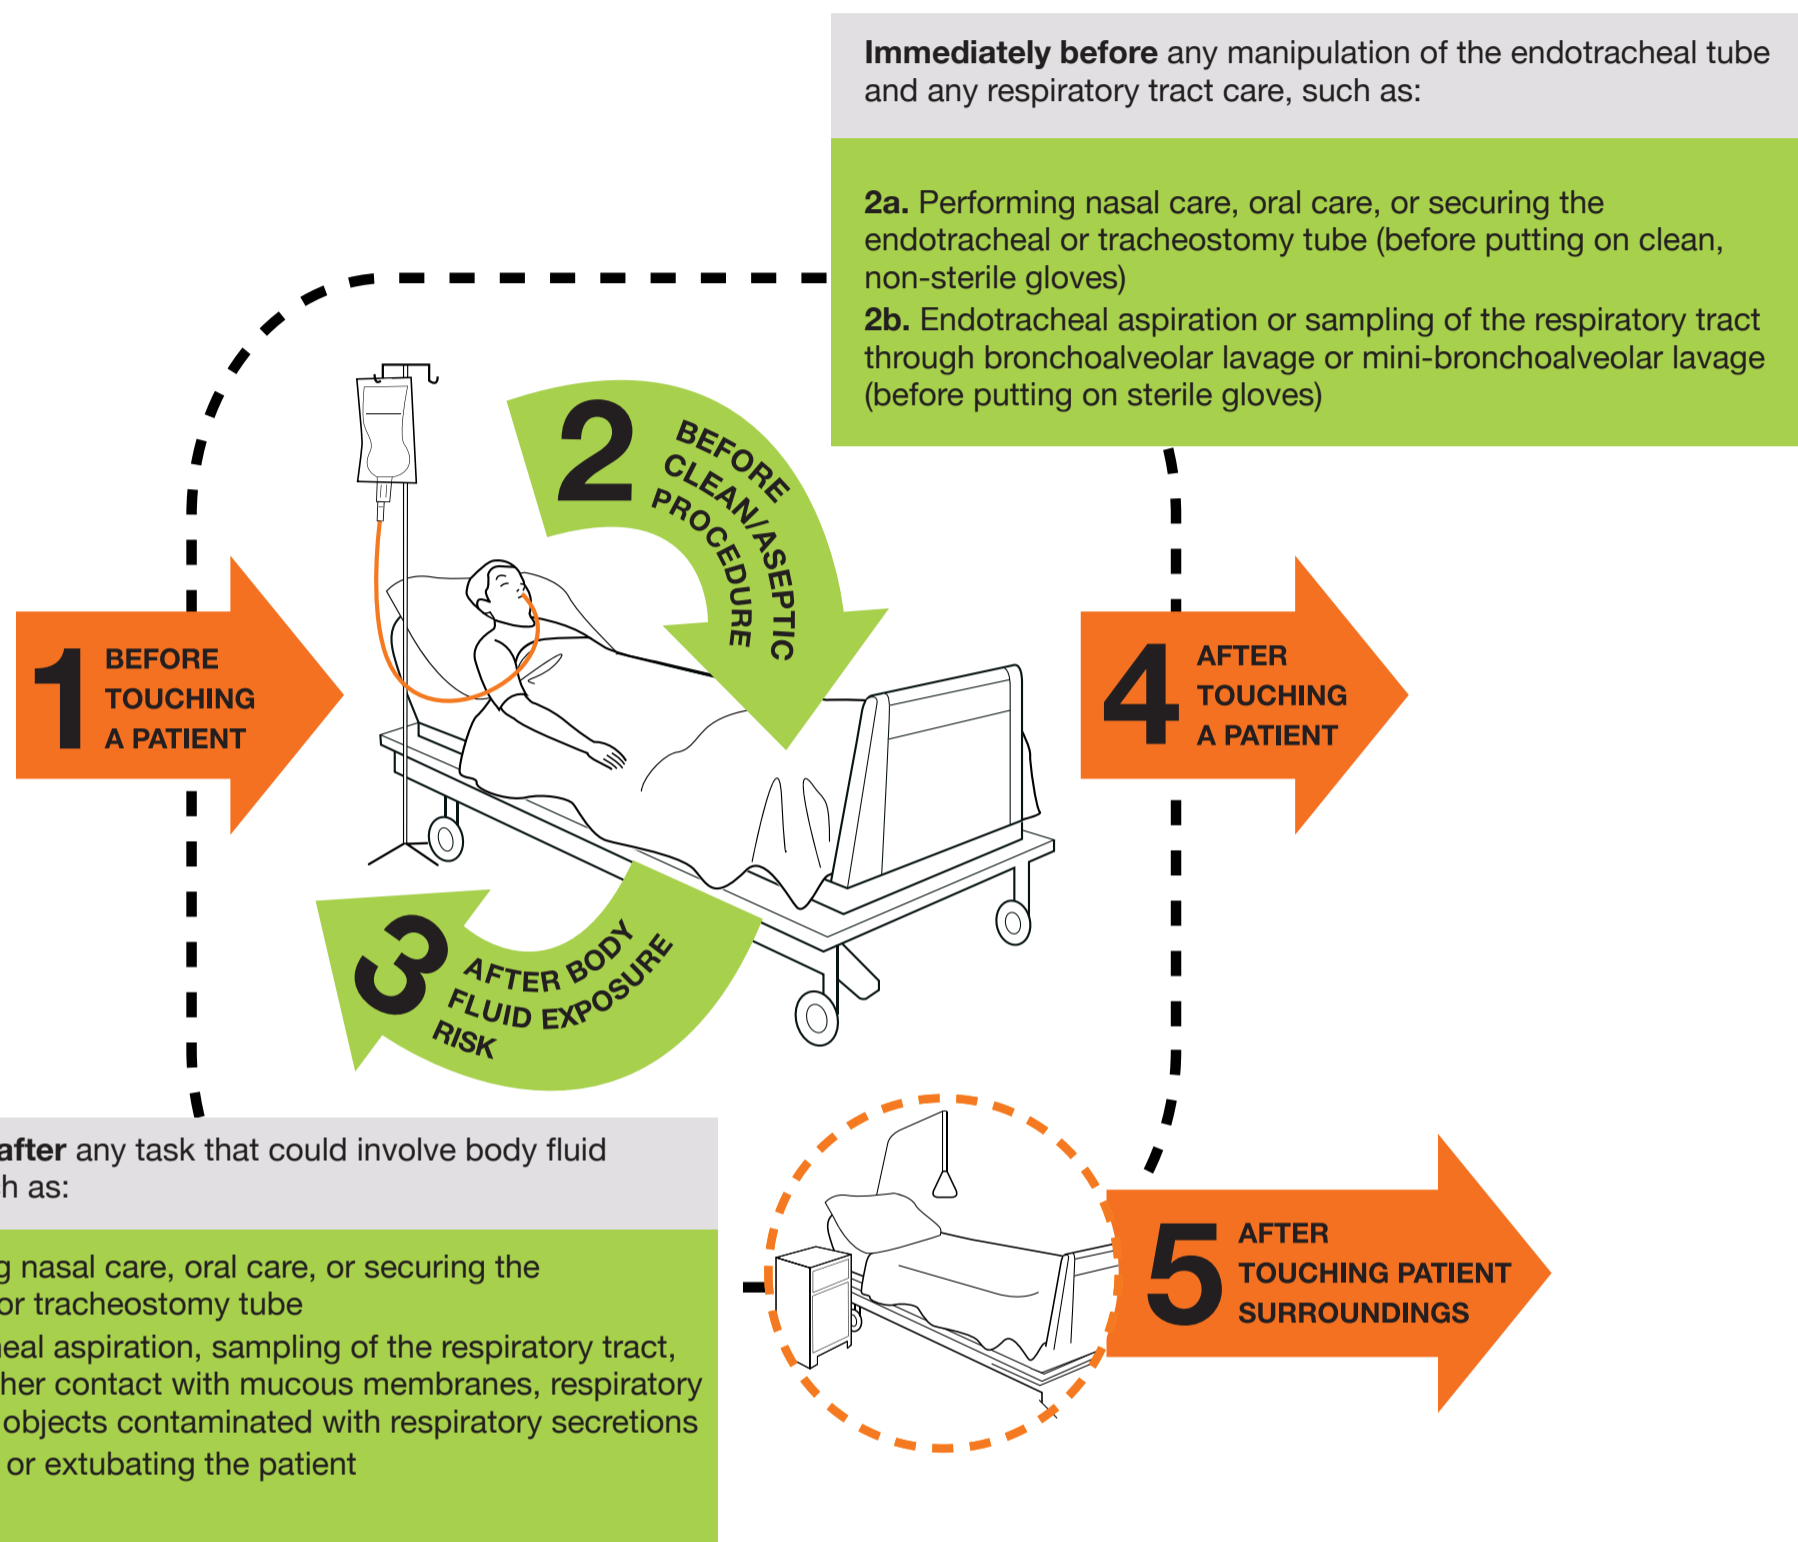 Immediately before any manipulation of the endotracheal tube
and any respiratory tract care, such as:
2a. Performing nasal care, oral care, or securing the
endotracheal or tracheostomy tube (before putting on clean,
non-sterile gloves)
2b. Endotracheal aspiration or sampling of the respiratory tract
through bronchoalveolar lavage or mini-bronchoalveolar lavage
(before putting on sterile gloves)
2
BEFORE
CLEAN/ASEPTIC
PROCEDURE
1
BEFORE
TOUCHING
A PATIENT
4
AFTER
TOUCHING
A PATIENT
3
AFTER BODY
FLUID EXPOSURE
RISK
after any task that could involve body fluid
as:
nasal care, oral care, or securing the
or tracheostomy tube
aspiration, sampling of the respiratory tract,
contact with mucous membranes, respiratory
objects contaminated with respiratory secretions
or extubating the patient
5
AFTER
TOUCHING PATIENT
SURROUNDINGS